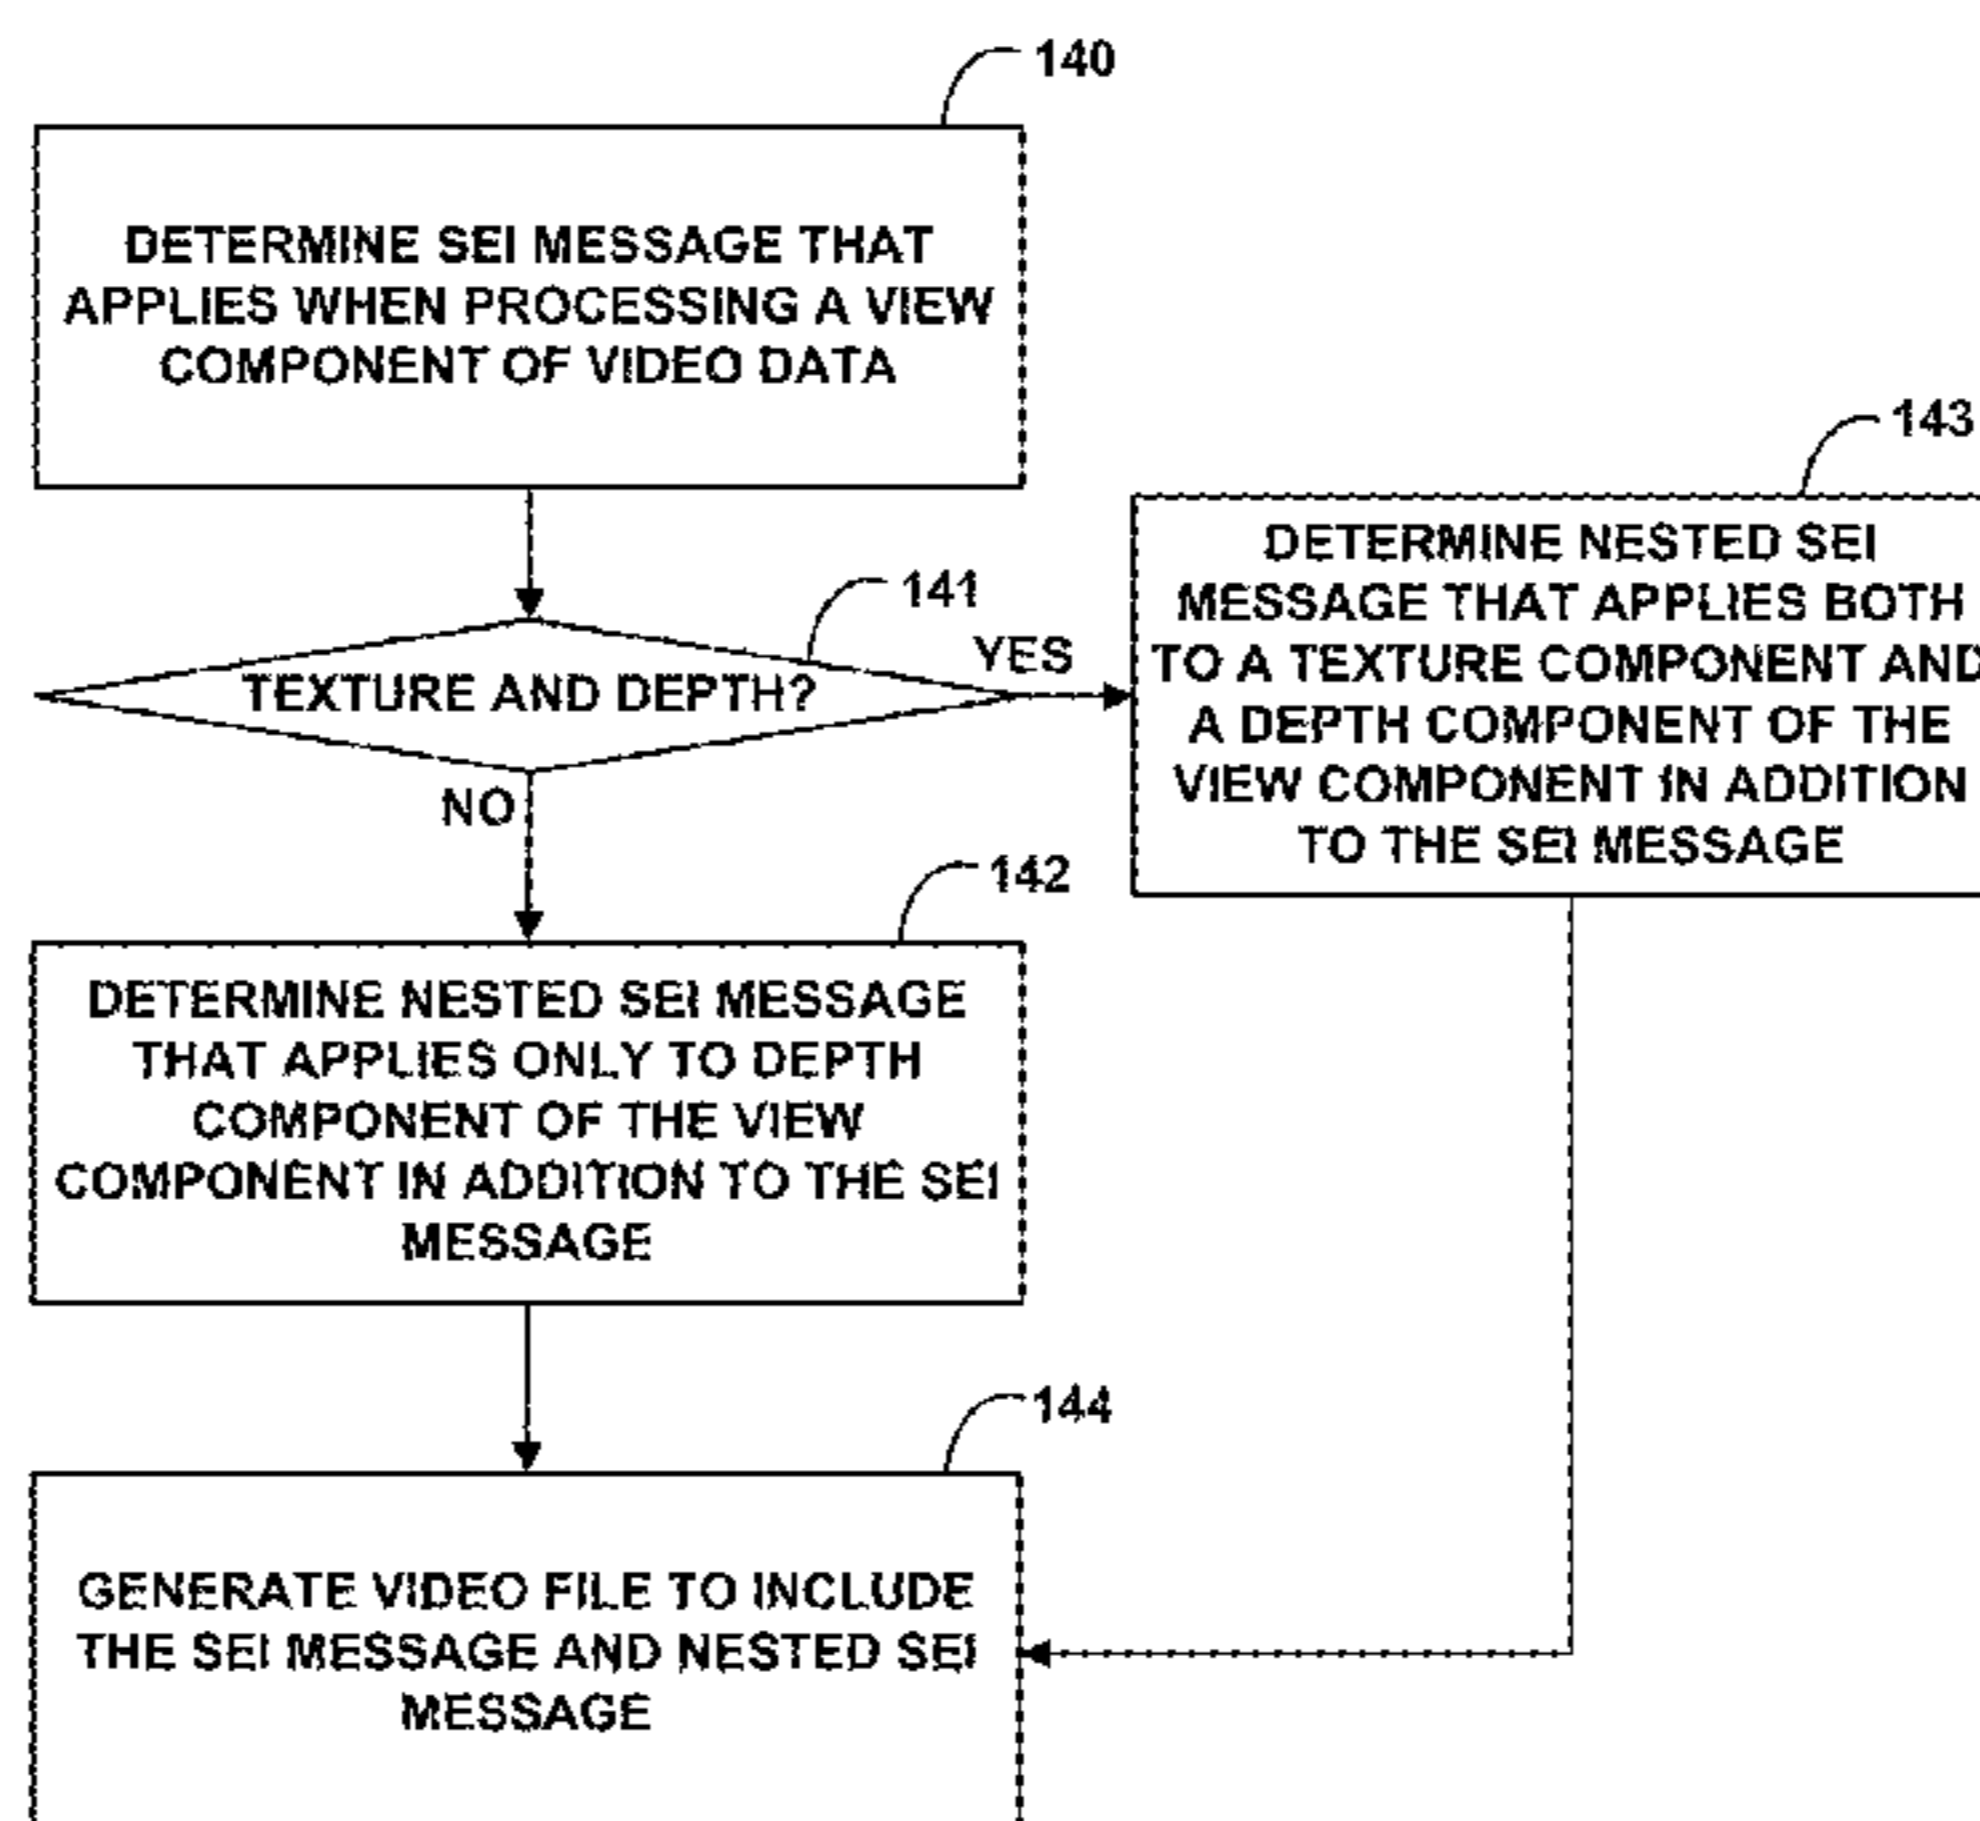 140
DETERMINE SEI MESSAGE THAT
APPLIES WHEN PROCESSING A VIEW
COMPONENT OF VIDEO DATA
141
TEXTURE AND DEPTH?
YES
NO
143
DETERMINE NESTED SEI
MESSAGE THAT APPLIES BOTH
TO A TEXTURE COMPONENT AND
A DEPTH COMPONENT OF THE
VIEW COMPONENT IN ADDITION
TO THE SEI MESSAGE
142
DETERMINE NESTED SEI MESSAGE
THAT APPLIES ONLY TO DEPTH
COMPONENT OF THE VIEW
COMPONENT IN ADDITION TO THE SEI
MESSAGE
144
GENERATE VIDEO FILE TO INCLUDE
THE SEI MESSAGE AND NESTED SEI
MESSAGE